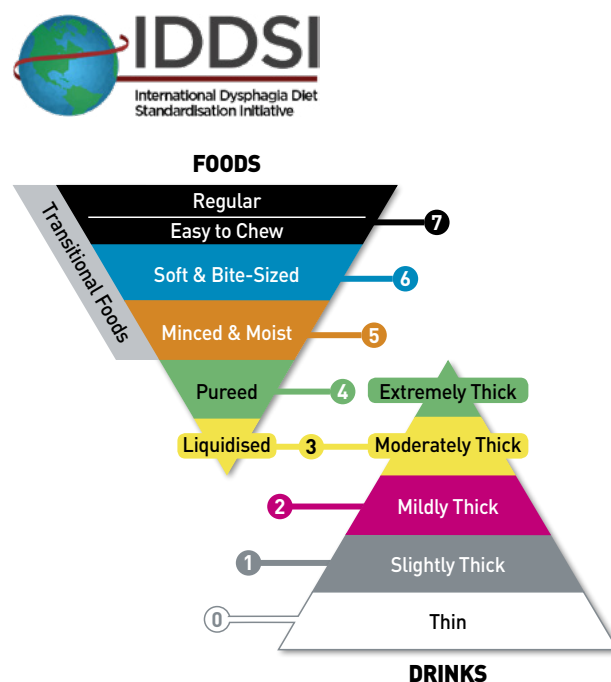 IDDSI
International Dysphagia Diet
Standardisation Initiative
FOODS
Transitional Foods
Regular
Easy to Chew
7
Soft & Bite-Sized
6
Minced & Moist
5
Pureed
4
Extremely Thick
Liquidised
3
Moderately Thick
2
Mildly Thick
1
Slightly Thick
0
Thin
DRINKS